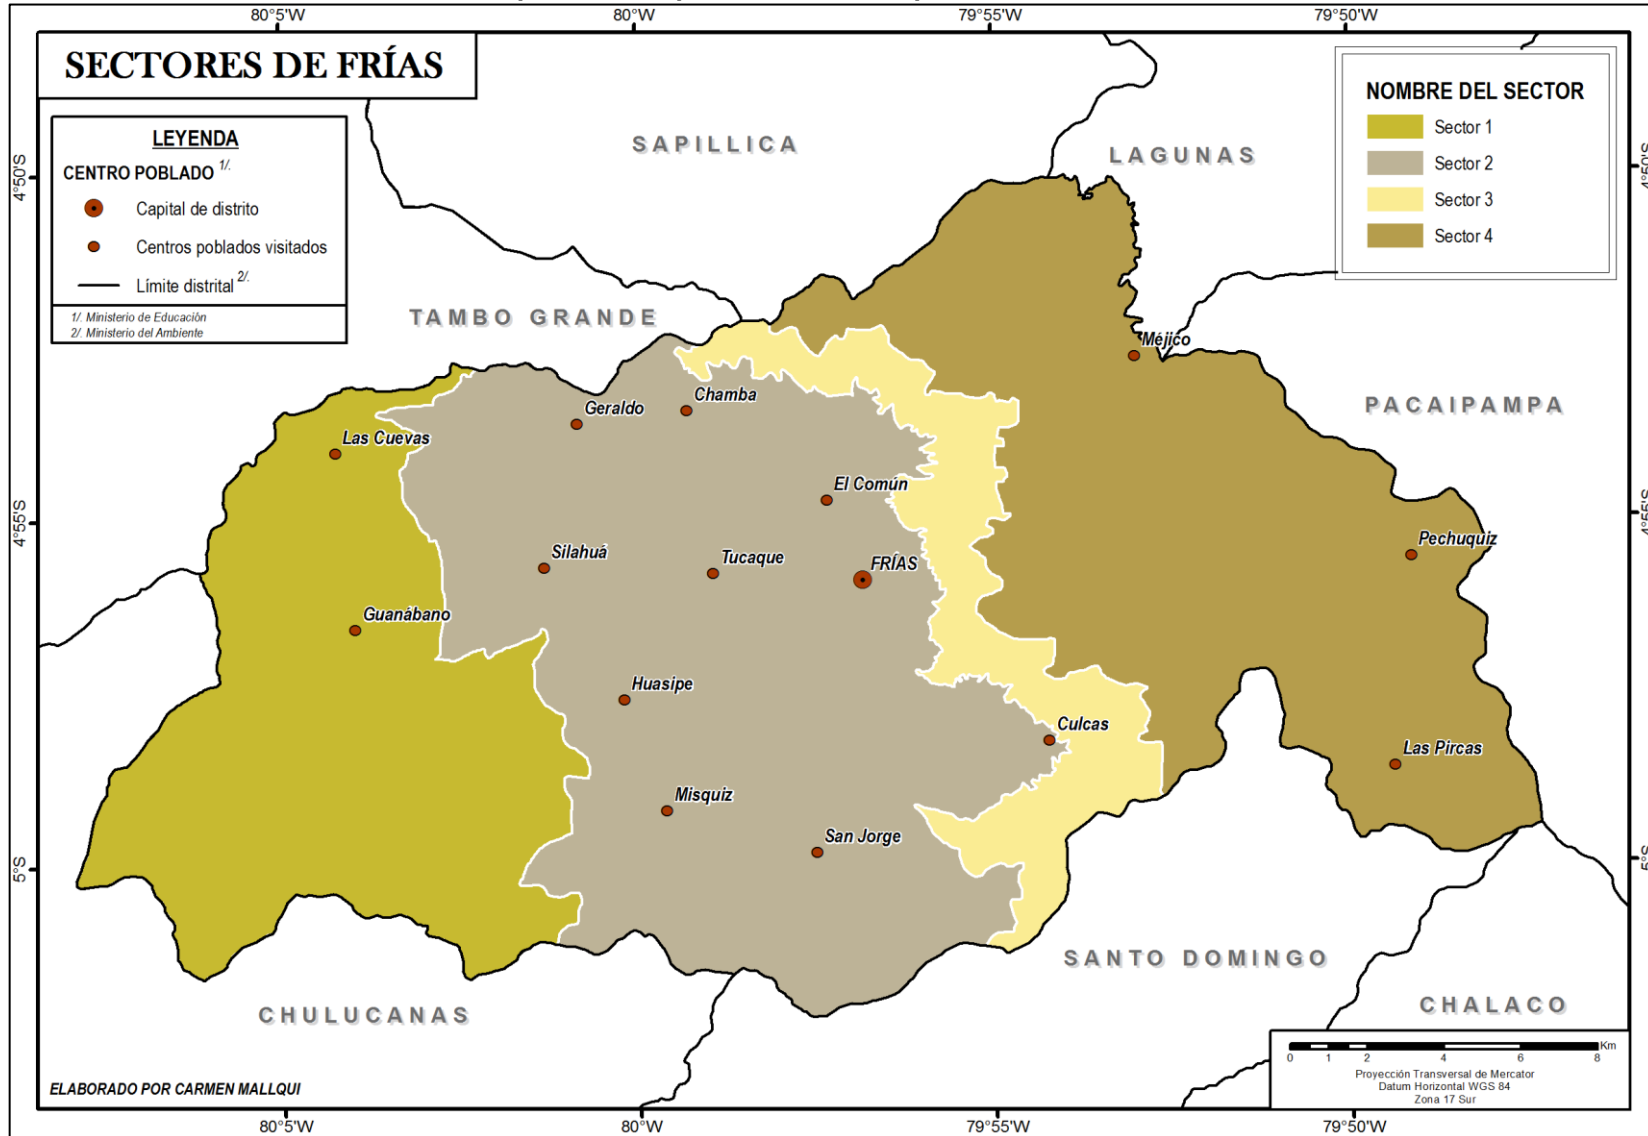 80°5'W 80°W 79°55'W 79°50'W
SECTORES DE FRÍAS
LEYENDA
CENTRO POBLADO 1/.
Capital de distrito
Centros poblados visitados
Límite distrital 2/.
1/. Ministerio de Educación
2/. Ministerio del Ambiente
NOMBRE DEL SECTOR
Sector 1
Sector 2
Sector 3
Sector 4
SAPILLICA
LAGUNAS
4°50'S
4°50'S
TAMBO GRANDE
Méjico
PACAIPAMPA
Chamba
Geraldo
Las Cuevas
El Común
4°55'S
4°55'S
Pechuquiz
Silahuá
Tucaque
FRÍAS
Guanábano
Huasipe
Culcas
Las Pircas
Misquiz
San Jorge
5°S
5°S
SANTO DOMINGO
CHULUCANAS
CHALACO
Km
0 1 2 4 6 8
Proyección Transversal de Mercator
Datum Horizontal WGS 84
Zona 17 Sur
ELABORADO POR CARMEN MALLQUI
80°5'W 80°W 79°55'W 79°50'W